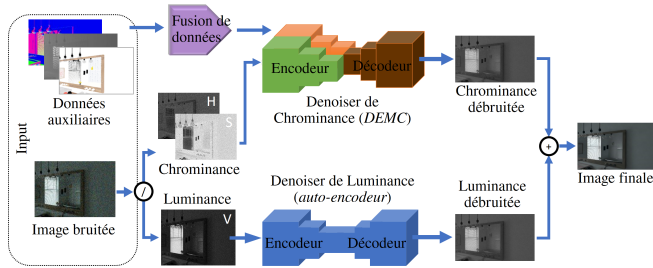 Input
Données
auxiliaires
Image bruitée
/
Fusion de
données
H
S
Chrominance
Luminance
V
Encodeur
Décodeur
Denoiser de
Chrominance (DEMC)
Denoiser de Luminance
(auto-encodeur)
Encodeur
Décodeur
Chrominance
débruitée
Luminance
débruitée
+
Image finale